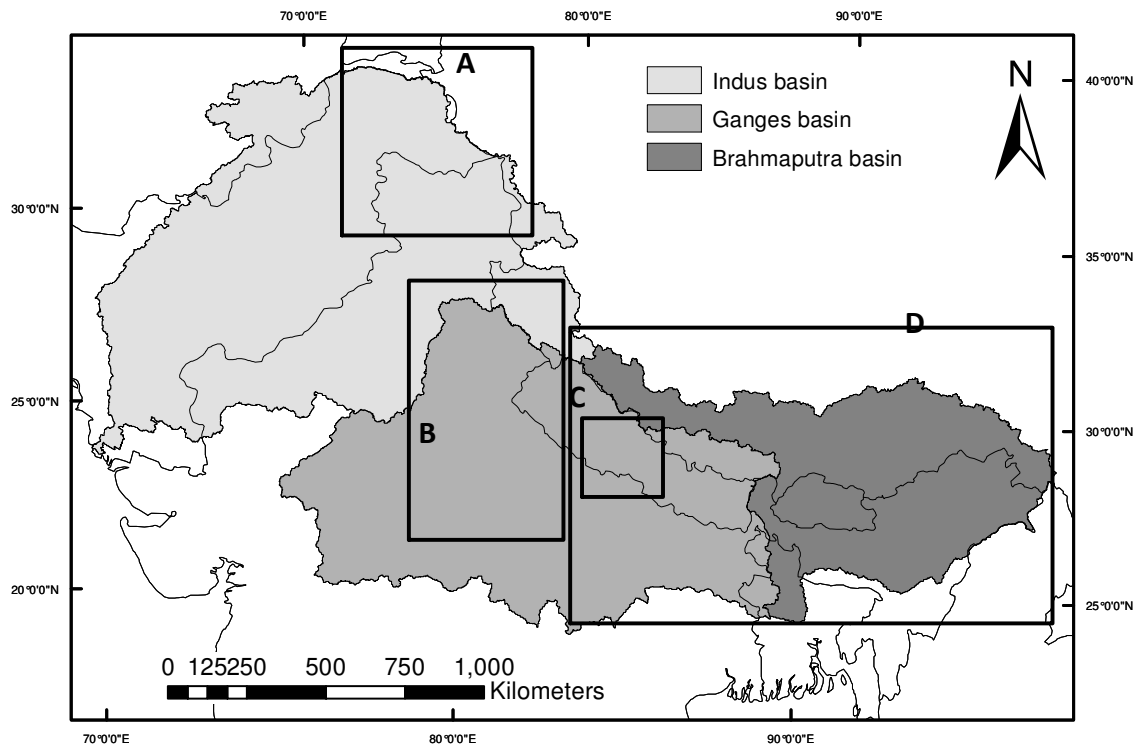 70°0'0"E 80°0'0"E 90°0'0"E
A
N
Indus basin
40°0'0"N
Ganges basin
Brahmaputra basin
30°0'0"N
35°0'0"N
D
25°0'0"N
C
B
30°0'0"N
20°0'0"N
25°0'0"N
0 125250 500 750 1,000
Kilometers
70°0'0"E 80°0'0"E 90°0'0"E